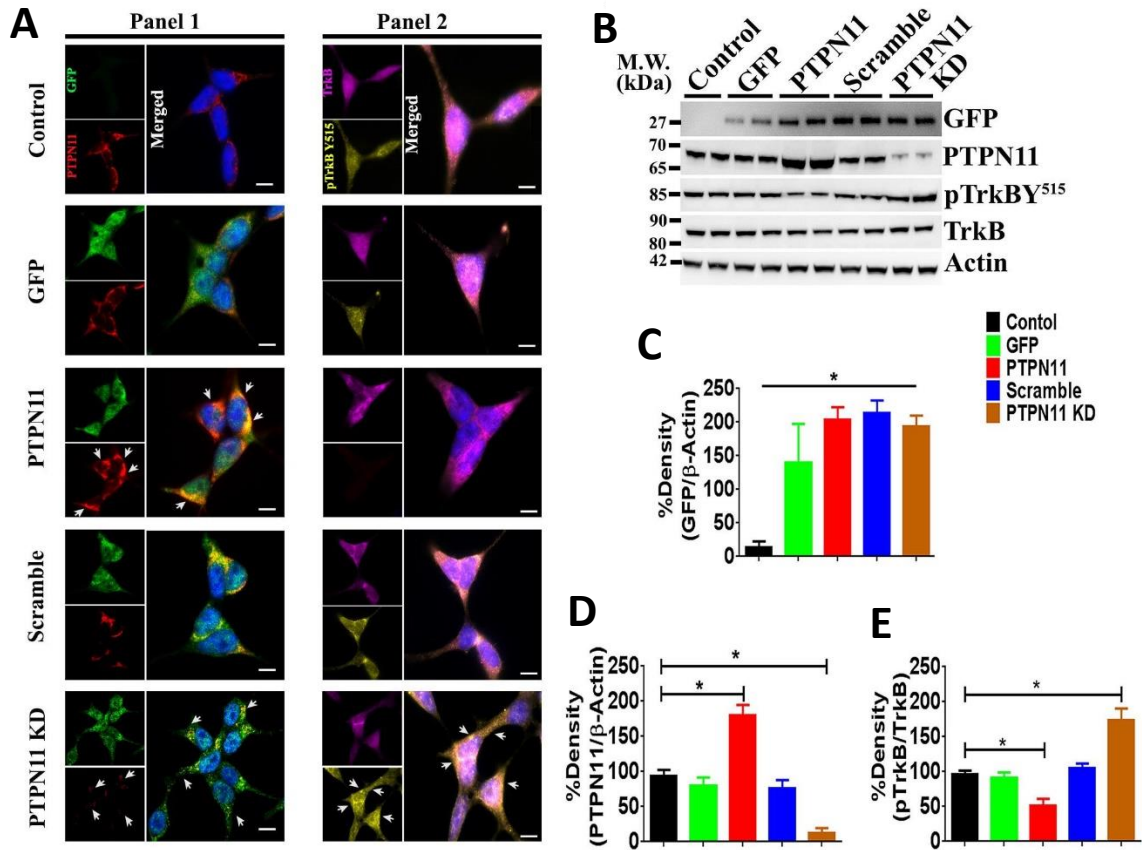 A
Panel 1
Panel 2
Control
GFP
PTPN11
Merged
TrkB
pTrkB Y515
Merged
GFP
PTPN11
Scramble
PTPN11 KD
B
M.W.
(kDa)
Control
GFP
PTPN11
Scramble
PTPN11
KD
27
GFP
70
65
PTPN11
85
pTrkBY515
90
80
TrkB
42
Actin
Contol
GFP
PTPN11
Scramble
PTPN11 KD
C
%Density
(GFP/β-Actin)
250
200
150
100
50
0
*
D
%Density
(PTPN11/β-Actin)
250
200
150
100
50
0
*
*
E
%Density
(pTrkB/TrkB)
250
200
150
100
50
0
*
*